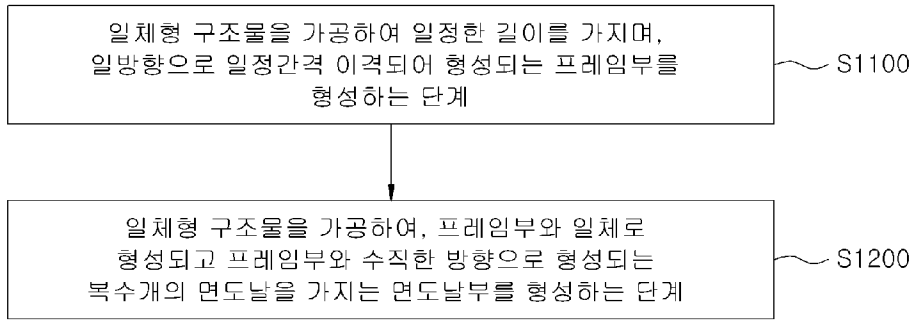 일체형 구조물을 가공하여 일정한 길이를 가지며,
일방향으로 일정간격 이격되어 형성되는 프레임부를
형성하는 단계
S1100
일체형 구조물을 가공하여, 프레임부와 일체로
형성되고 프레임부와 수직한 방향으로 형성되는
복수개의 면도날을 가지는 면도날부를 형성하는 단계
S1200